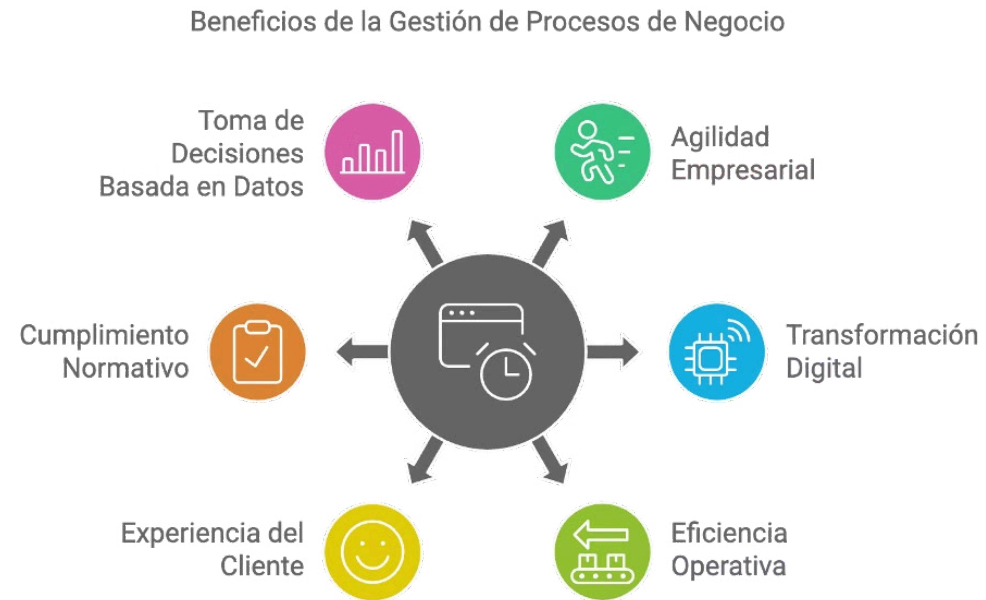 Beneficios de la Gestión de Procesos de Negocio
Toma de
Decisiones
Basada en Datos
Agilidad
Empresarial
Cumplimiento
Normativo
Transformación
Digital
Experiencia del
Cliente
Eficiencia
Operativa